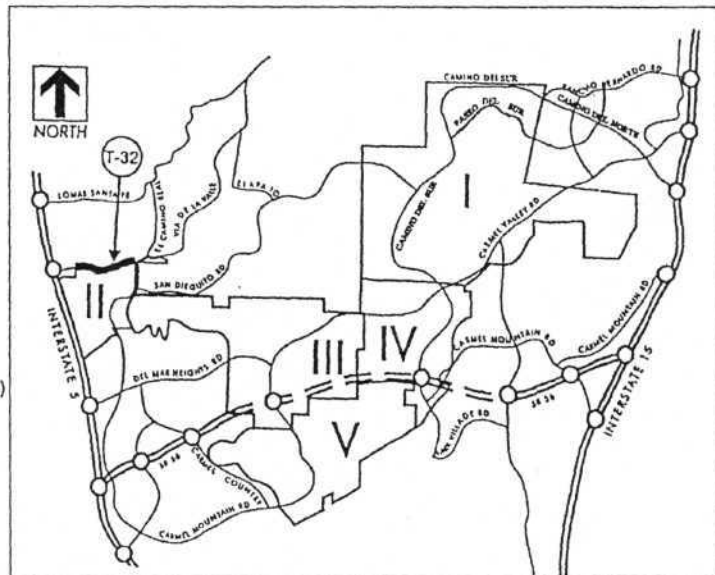 NORTH
T-32
CAMINO DEL SUR
RANCHO BERNARDO RD
CAMINO DEL NORTE
PASEO DEL SUR
LOMAS SANTA FE
EL CAMINO REAL
VIA DE LA VALLE
EL APAJO
CAMINO DEL SUR
I
CARMEL VALLEY RD
SAN DIEGUITO RD
II
INTERSTATE 5
III
IV
DEL MAR HEIGHTS RD
CARMEL MOUNTAIN RD
CARMEL MOUNTAIN RD
SR 56
INTERSTATE 15
V
VILLAGE RD
SR 56
CARMEL COUNTRY
CARMEL MOUNTAIN RD
)